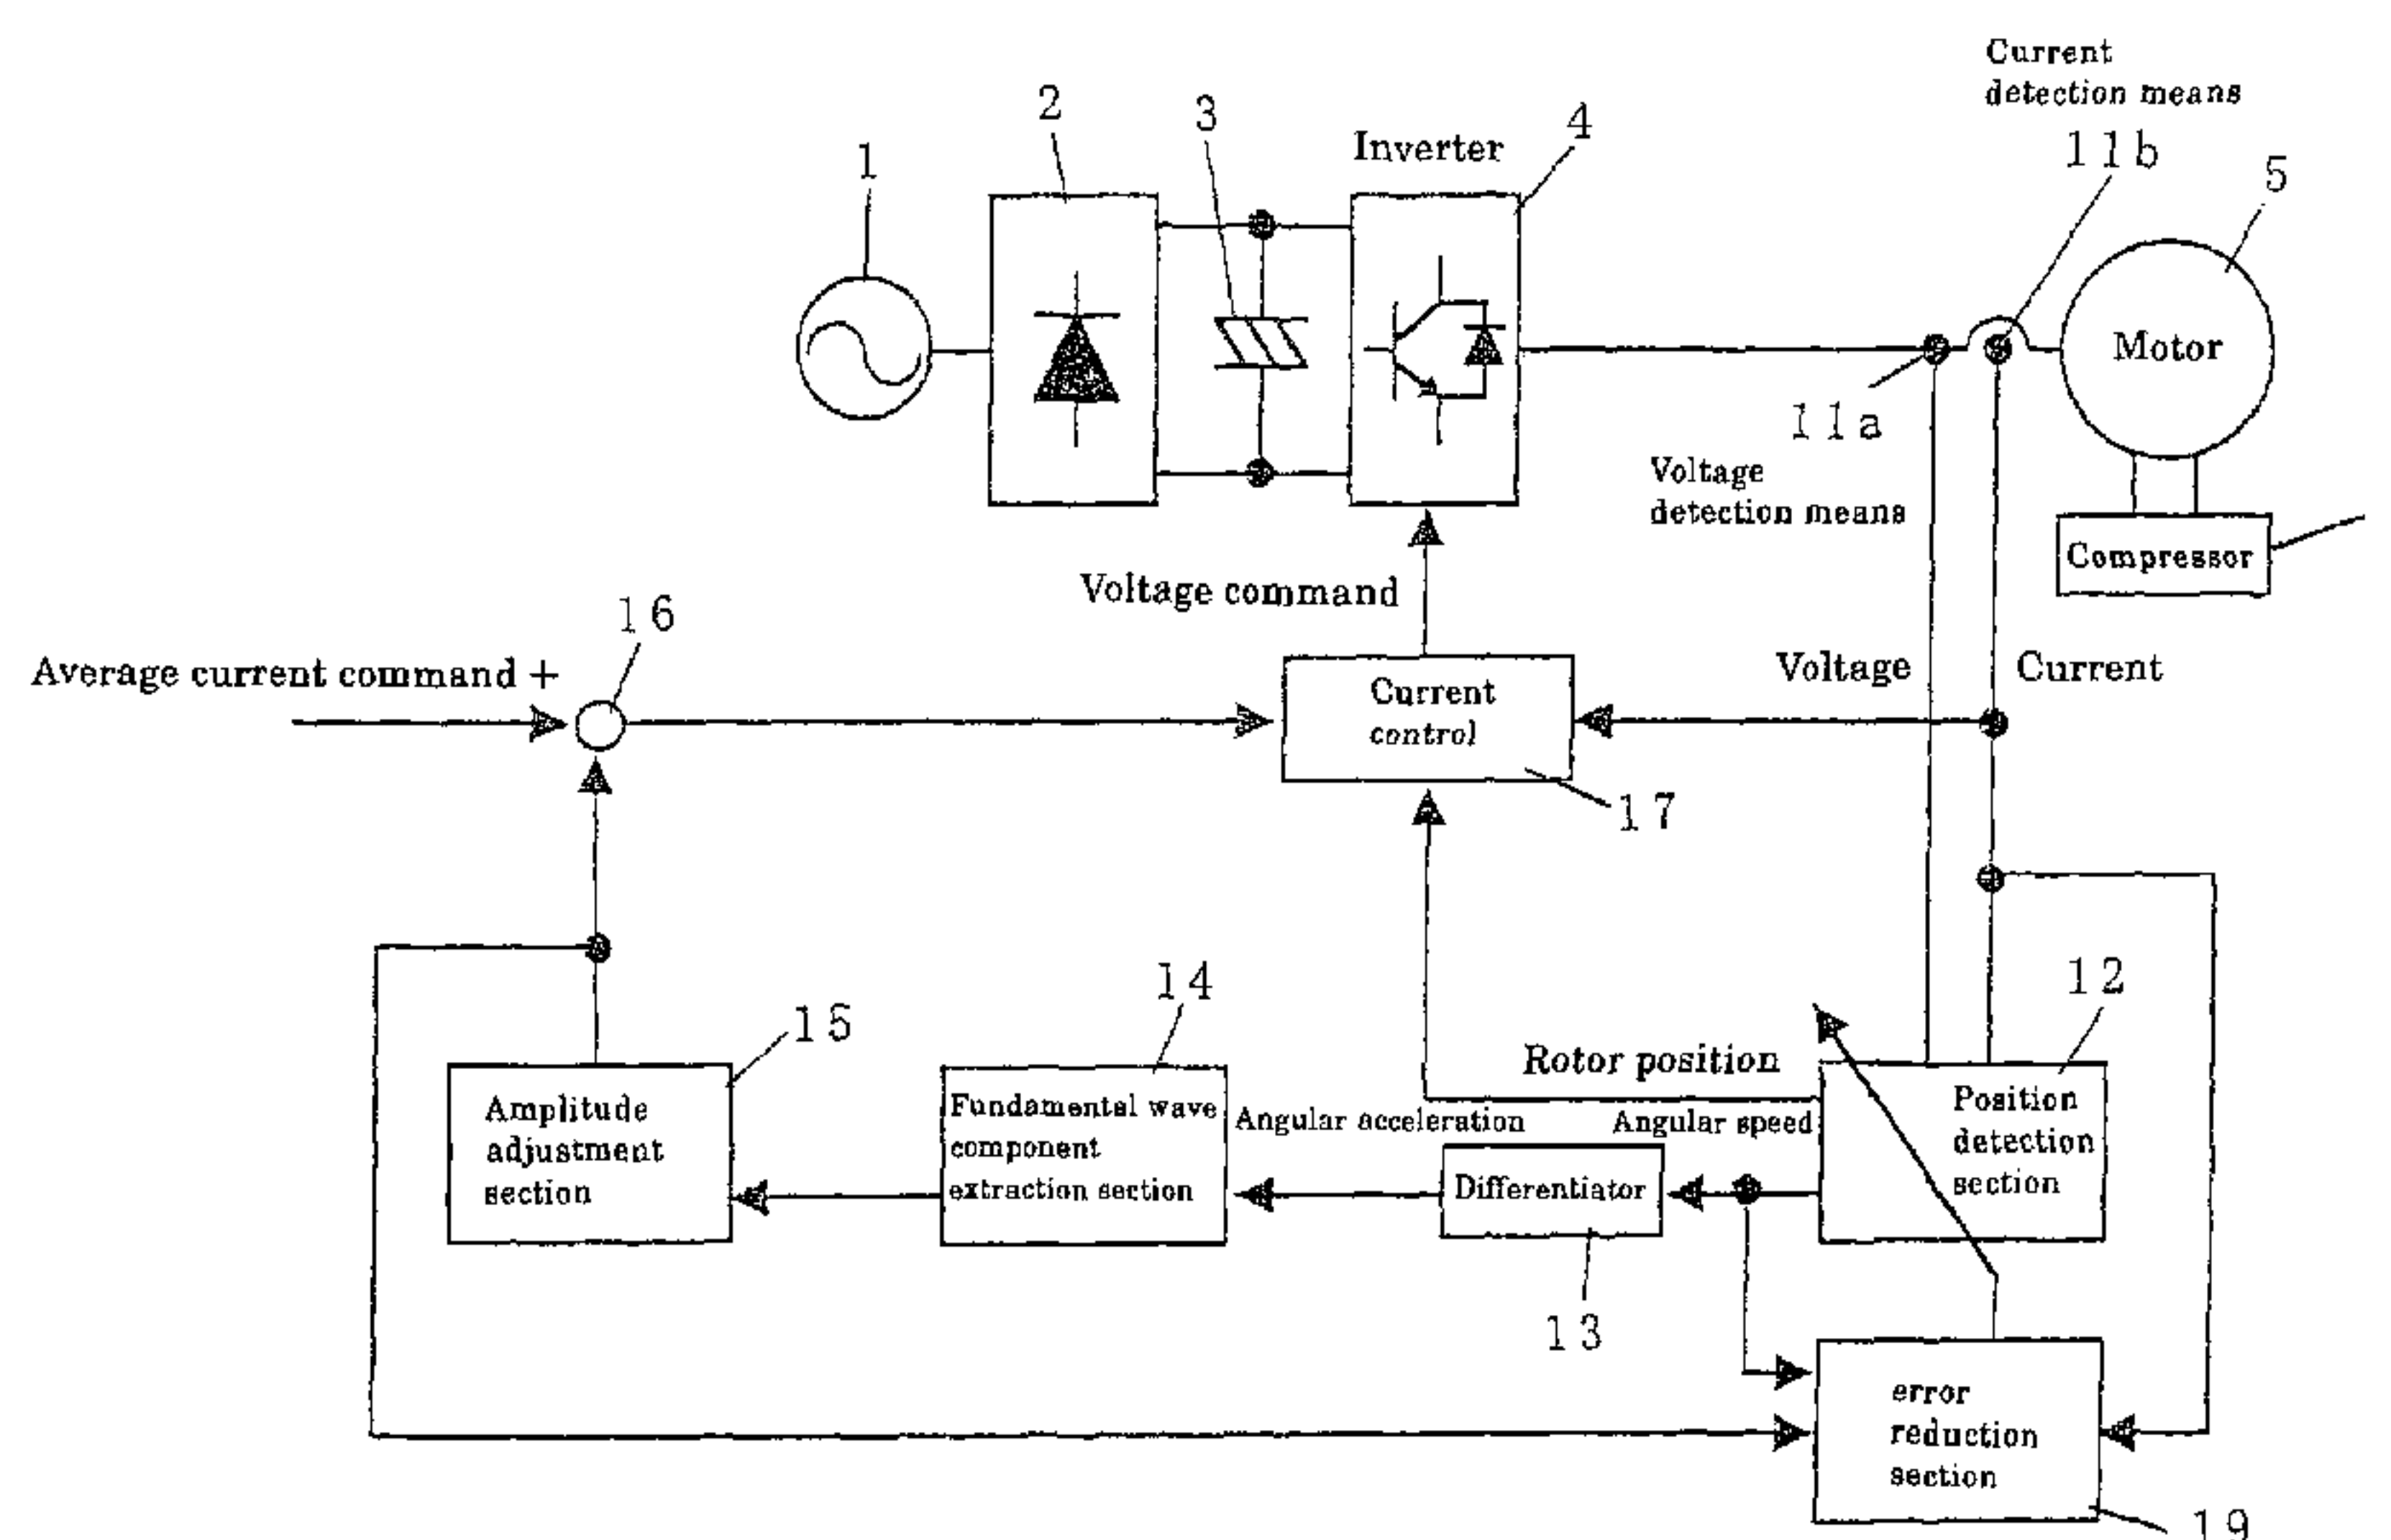 Current
detection means
2
3
4
Inverter
11b
1
5
Motor
11a
Voltage
detection means
Compressor
Voltage command
16
Average current command +
Voltage
Current
Current
control
17
14
12
15
Rotor position
Amplitude
adjustment
section
Fundamental wave
component
extraction section
Angular acceleration
Angular speed
Position
detection
section
Differentiator
13
error
reduction
section
19